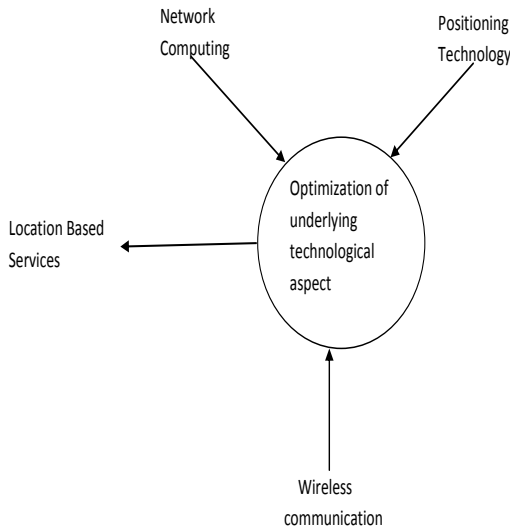 Network
Computing
Positioning
Technology
Optimization of
underlying
technological
aspect
Location Based
Services
Wireless
communication